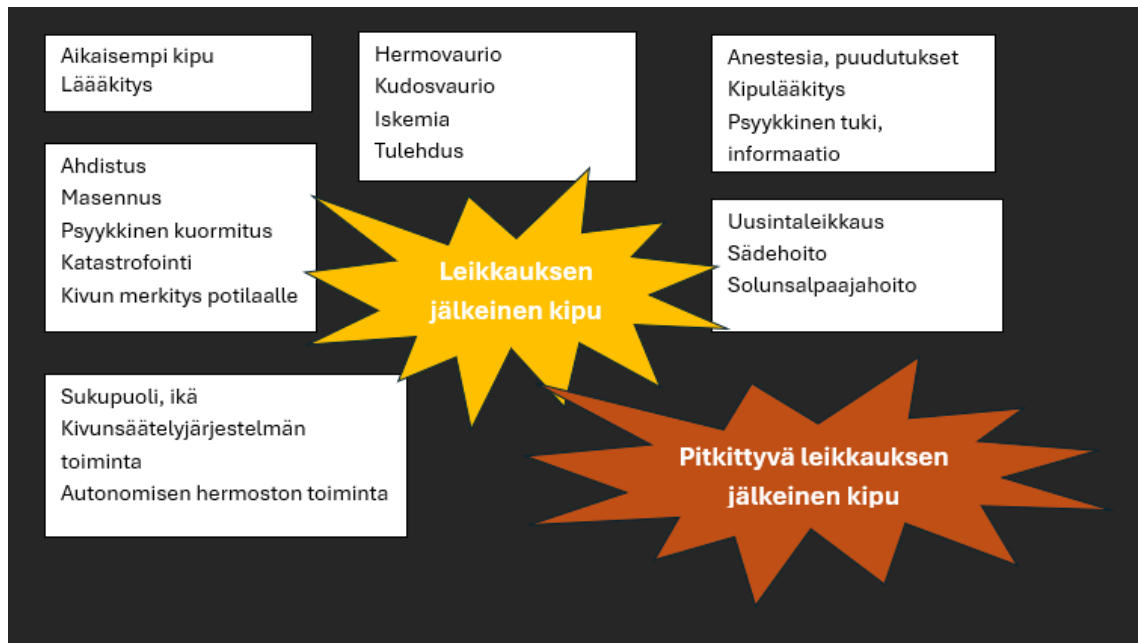 Aikaisempi kipu
Läääkitys
Hermovaurio
Kudosvaurio
Iskemia
Tulehdus
Anestesia, puudutukset
Kipulääkitys
Psyykkinen tuki,
informaatio
Ahdistus
Masennus
Psyykkinen kuormitus
Katastrofointi
Kivun merkitys potilaalle
Leikkauksen
jälkeinen kipu
Uusintaleikkaus
Sädehoito
Solunsalpaajahoito
Sukupuoli, ikä
Kivunsäätelyjärjestelmän
toiminta
Autonomisen hermoston toiminta
Pitkittyvä leikkauksen
jälkeinen kipu